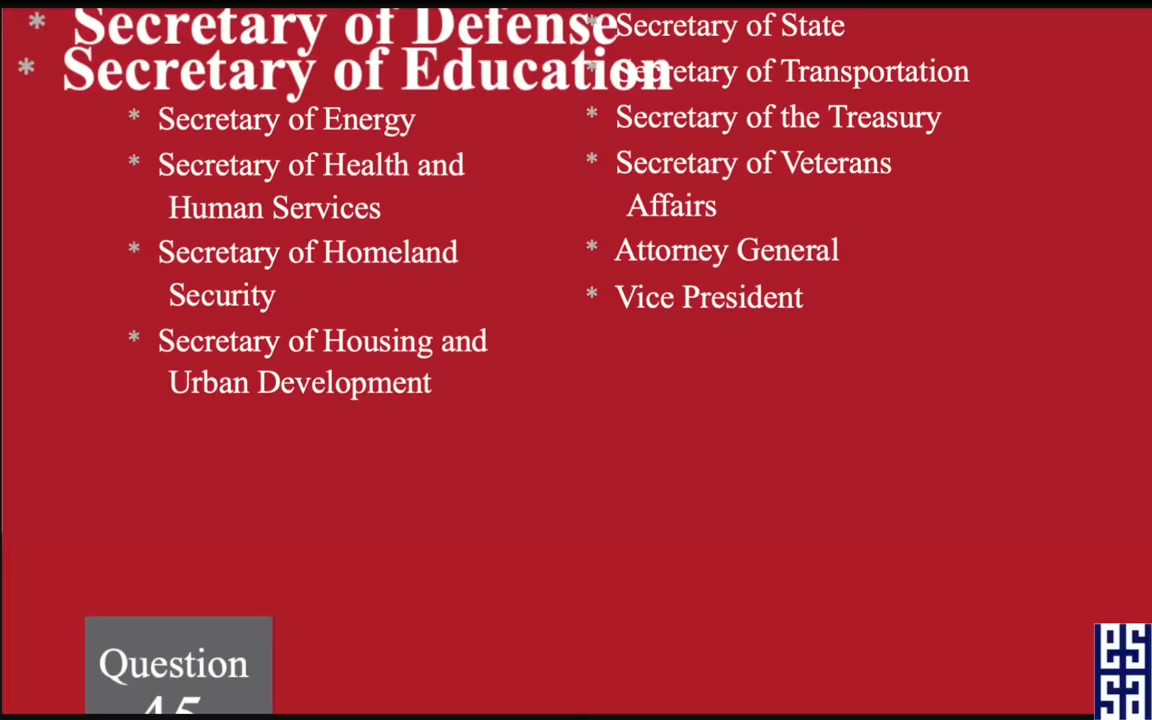 * Secretary of Defense
* Secretary of Education
* Secretary of Energy
* Secretary of Health and
Human Services
* Secretary of Homeland
Security
* Secretary of Housing and
Urban Development
* Secretary of State
* Secretary of Transportation
* Secretary of the Treasury
* Secretary of Veterans
Affairs
* Attorney General
* Vice President
Question
45
essa